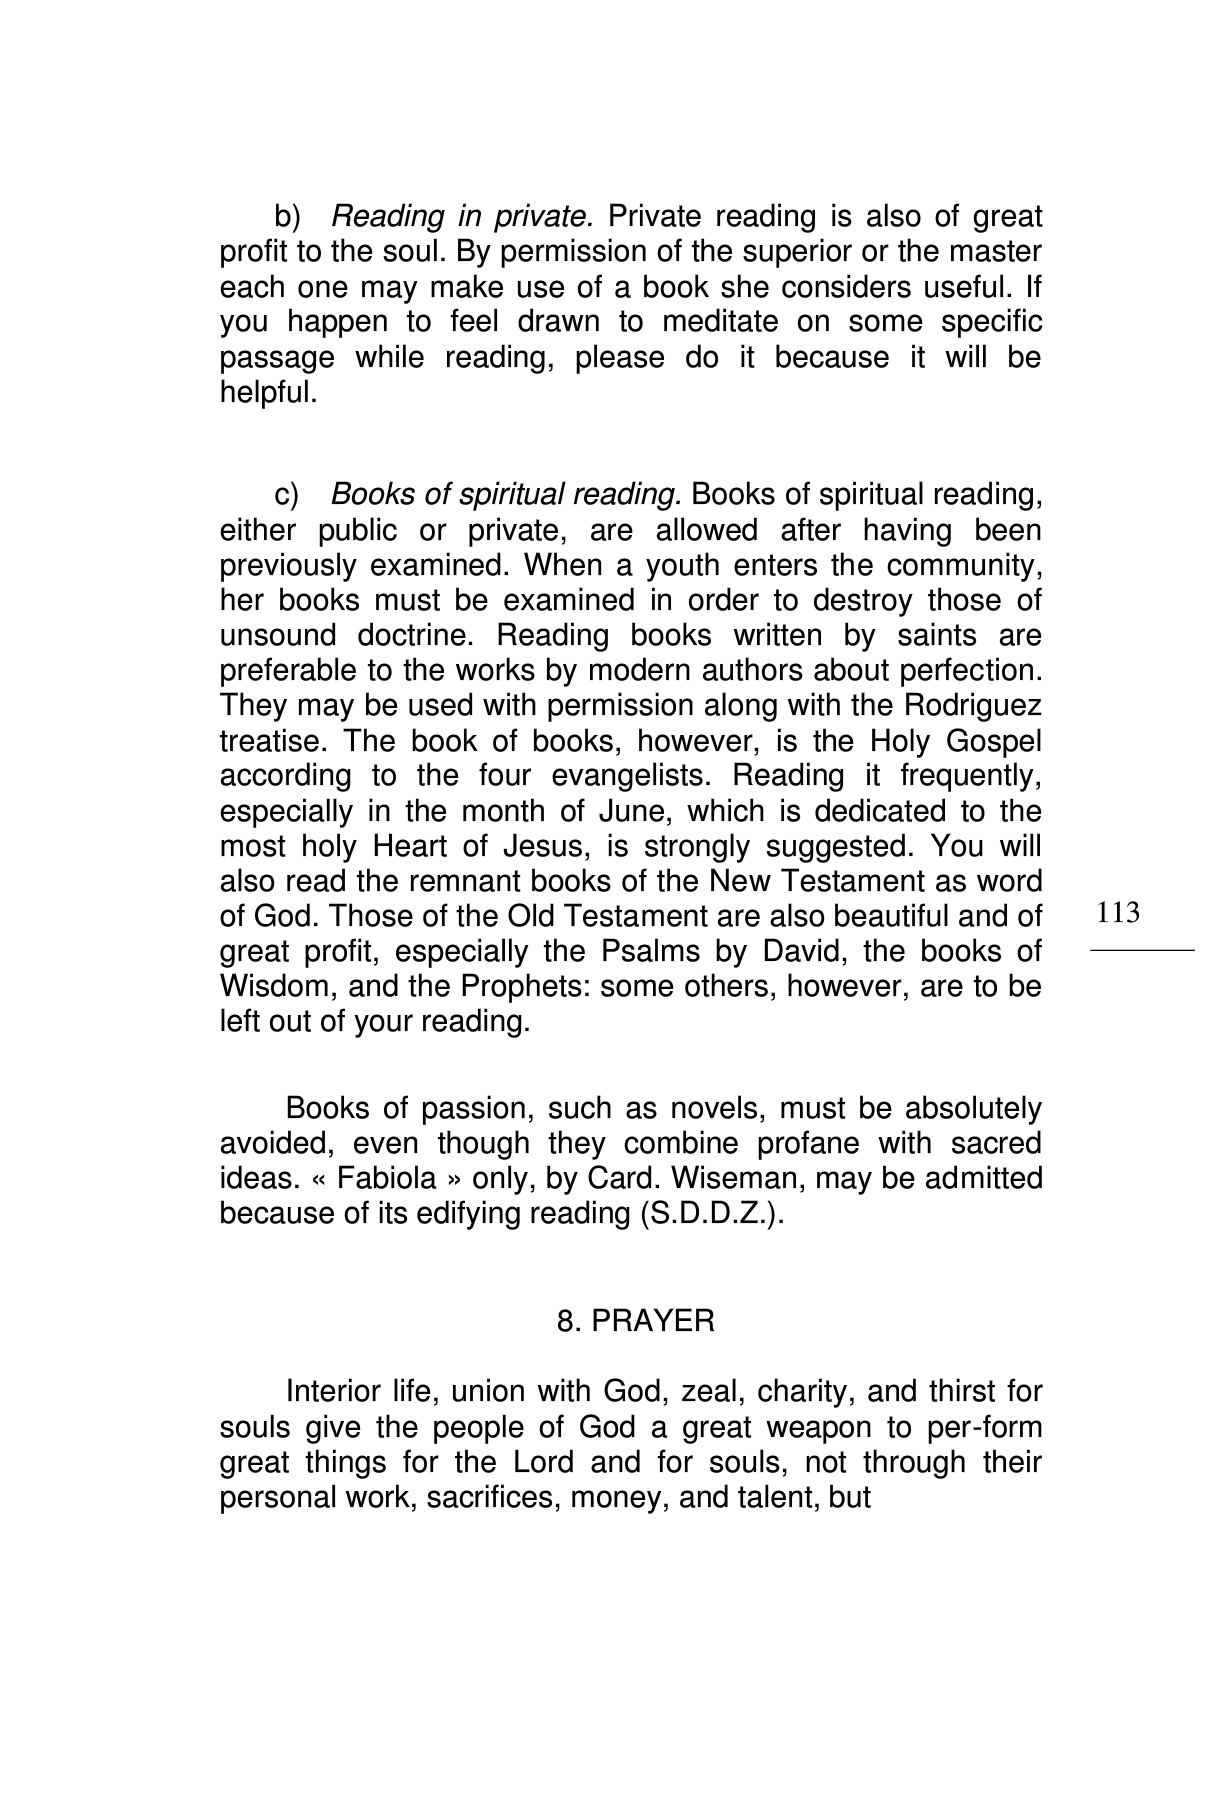 b) Reading in private. Private reading is also of great
profit to the soul. By permission of the superior or the master
each one may make use of a book she considers useful. If
you happen to feel drawn to meditate on some specific
passage while reading, please do it because it will be
helpful.
c) Books of spiritual reading. Books of spiritual reading,
either public or private, are allowed after having been
previously examined. When a youth enters the community,
her books must be examined in order to destroy those of
unsound doctrine. Reading books written by saints are
preferable to the works by modern authors about perfection.
They may be used with permission along with the Rodriguez
treatise. The book of books, however, is the Holy Gospel
according to the four evangelists. Reading it frequently,
especially in the month of June, which is dedicated to the
most holy Heart of Jesus, is strongly suggested. You will
also read the remnant books of the New Testament as word
of God. Those of the Old Testament are also beautiful and of
great profit, especially the Psalms by David, the books of
Wisdom, and the Prophets: some others, however, are to be
left out of your reading.
113
Books of passion, such as novels, must be absolutely
avoided, even though they combine profane with sacred
ideas. « Fabiola » only, by Card. Wiseman, may be admitted
because of its edifying reading (S.D.D.Z.).
8. PRAYER
Interior life, union with God, zeal, charity, and thirst for
souls give the people of God a great weapon to per-form
great things for the Lord and for souls, not through their
personal work, sacrifices, money, and talent, but